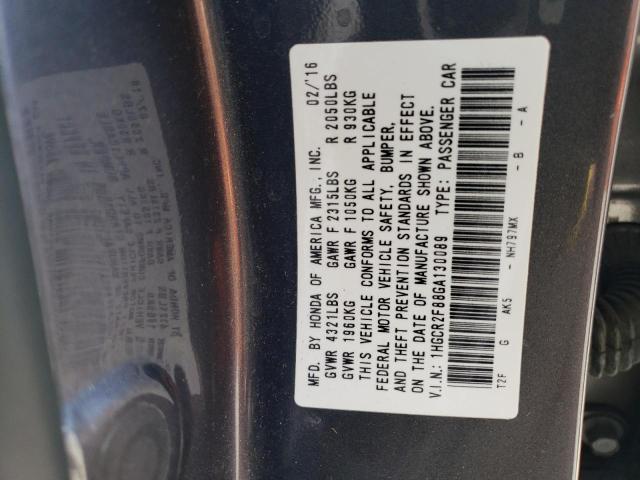 MFD. BY HONDA OF AMERICA MFG., INC. 02/'16
GVWR 4321LBS GAWR F 2315LBS R 2050LBS
GVWR 1960KG GAWR F 1050KG R 930KG
THIS VEHICLE CONFORMS TO ALL APPLICABLE
FEDERAL MOTOR VEHICLE SAFETY, BUMPER,
AND THEFT PREVENTION STANDARDS IN EFFECT
ON THE DATE OF MANUFACTURE SHOWN ABOVE.
V.I.N.: 1HGCR2F88GA130089 TYPE: PASSENGER CAR
T2F G AK5 - NH797MX - B - A